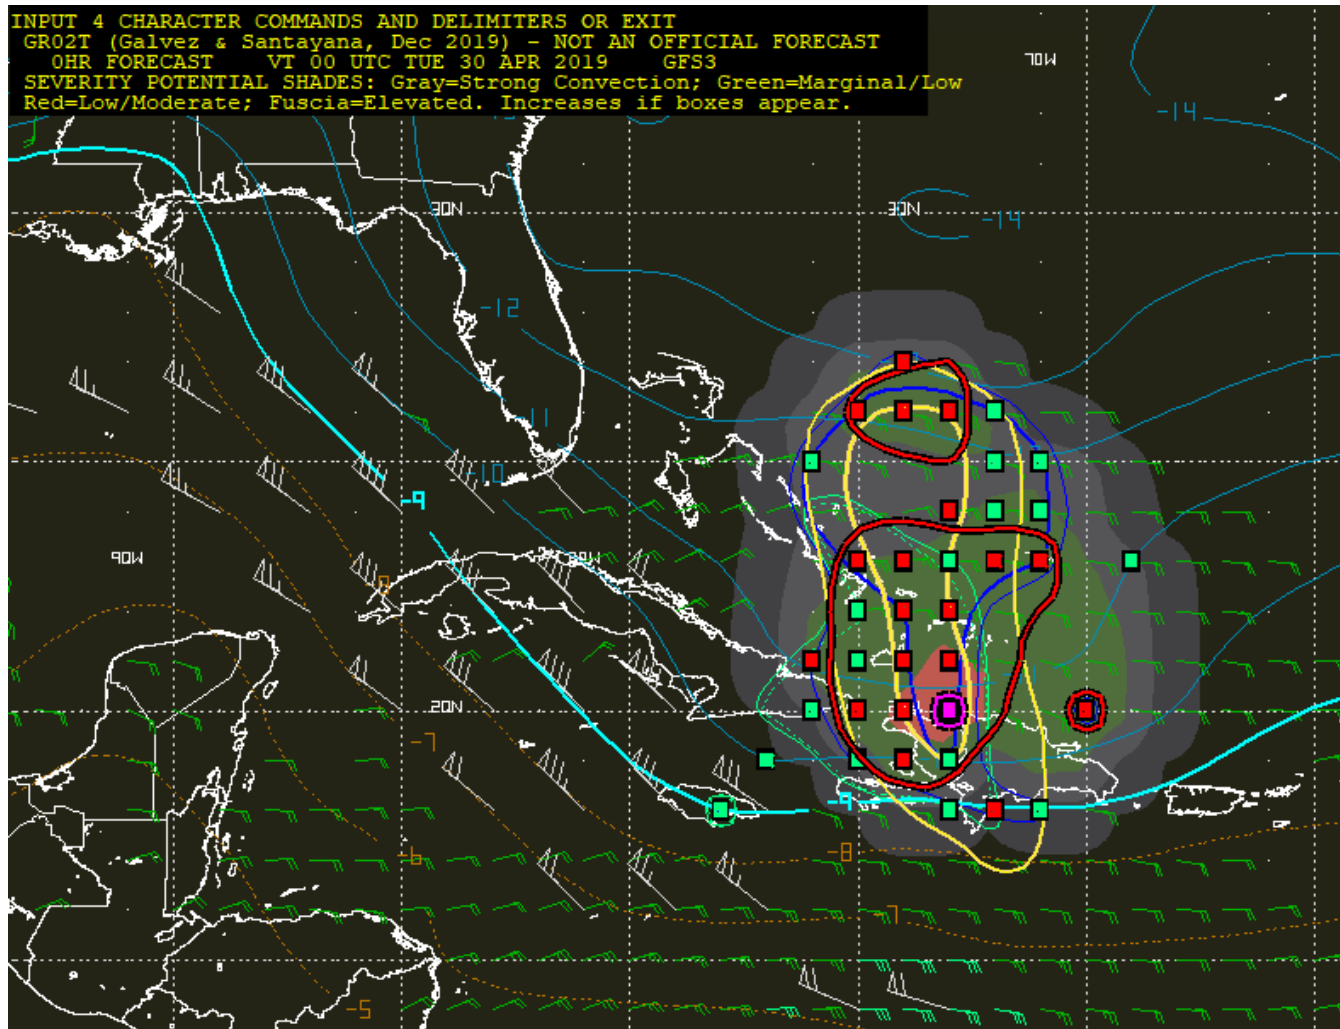 INPUT 4 CHARACTER COMMANDS AND DELIMITERS OR EXIT
GR02T (Galvez & Santayana, Dec 2019) - NOT AN OFFICIAL FORECAST
0HR FORECAST VT 00 UTC TUE 30 APR 2019 GFS3
SEVERITY POTENTIAL SHADES: Gray=Strong Convection; Green=Marginal/Low
Red=Low/Moderate; Fuscia=Elevated. Increases if boxes appear.
70W
-14
30N
30N
-14
-12
-11
-10
-9
90W
-8
20N
-7
-9
-6
-8
-7
-5